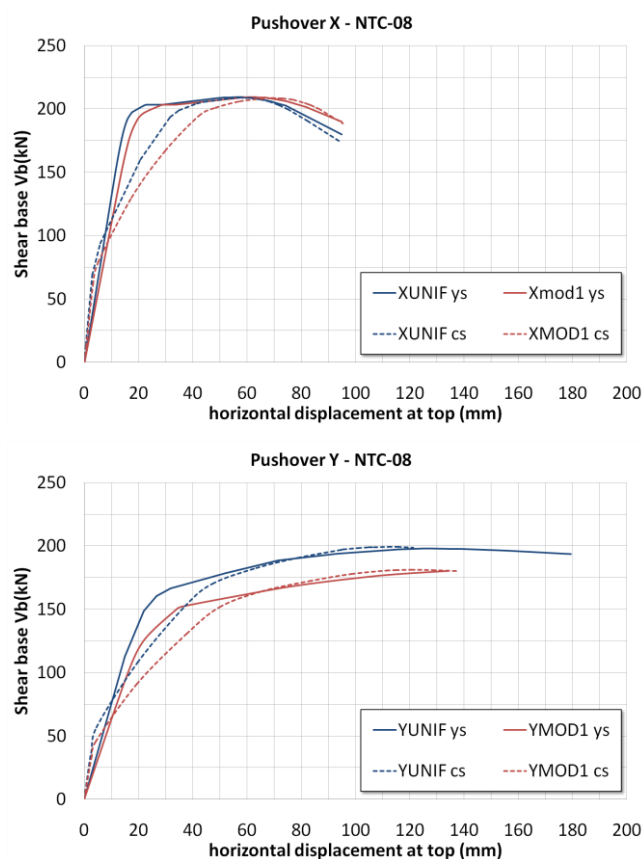 Pushover X - NTC-08
Shear base Vb(kN)
250
200
150
100
50
0
XUNIF ys
Xmod1 ys
XUNIF cs
XMOD1 cs
0 20 40 60 80 100 120 140 160 180 200
horizontal displacement at top (mm)
Pushover Y - NTC-08
Shear base Vb(kN)
250
200
150
100
50
0
YUNIF ys
YMOD1 ys
YUNIF cs
YMOD1 cs
0 20 40 60 80 100 120 140 160 180 200
horizontal displacement at top (mm)